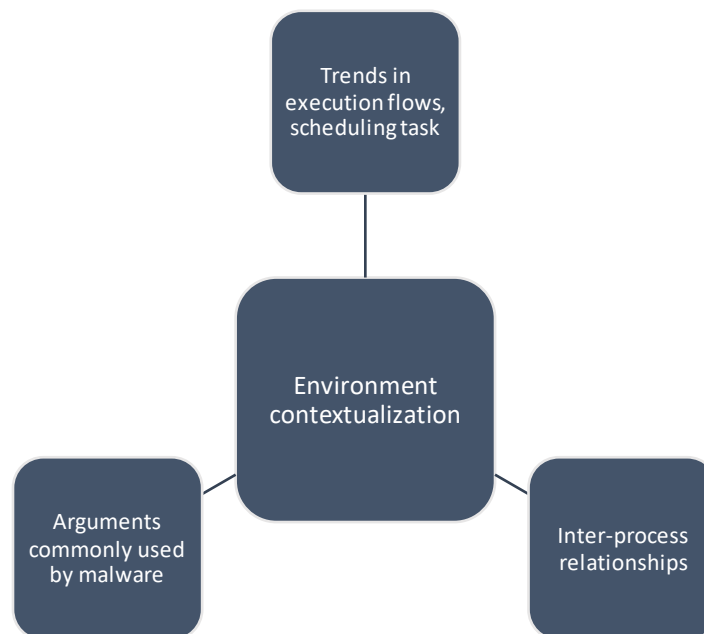 Trends in
execution flows,
scheduling task
Environment
contextualization
Arguments
commonly used
by malware
Inter-process
relationships